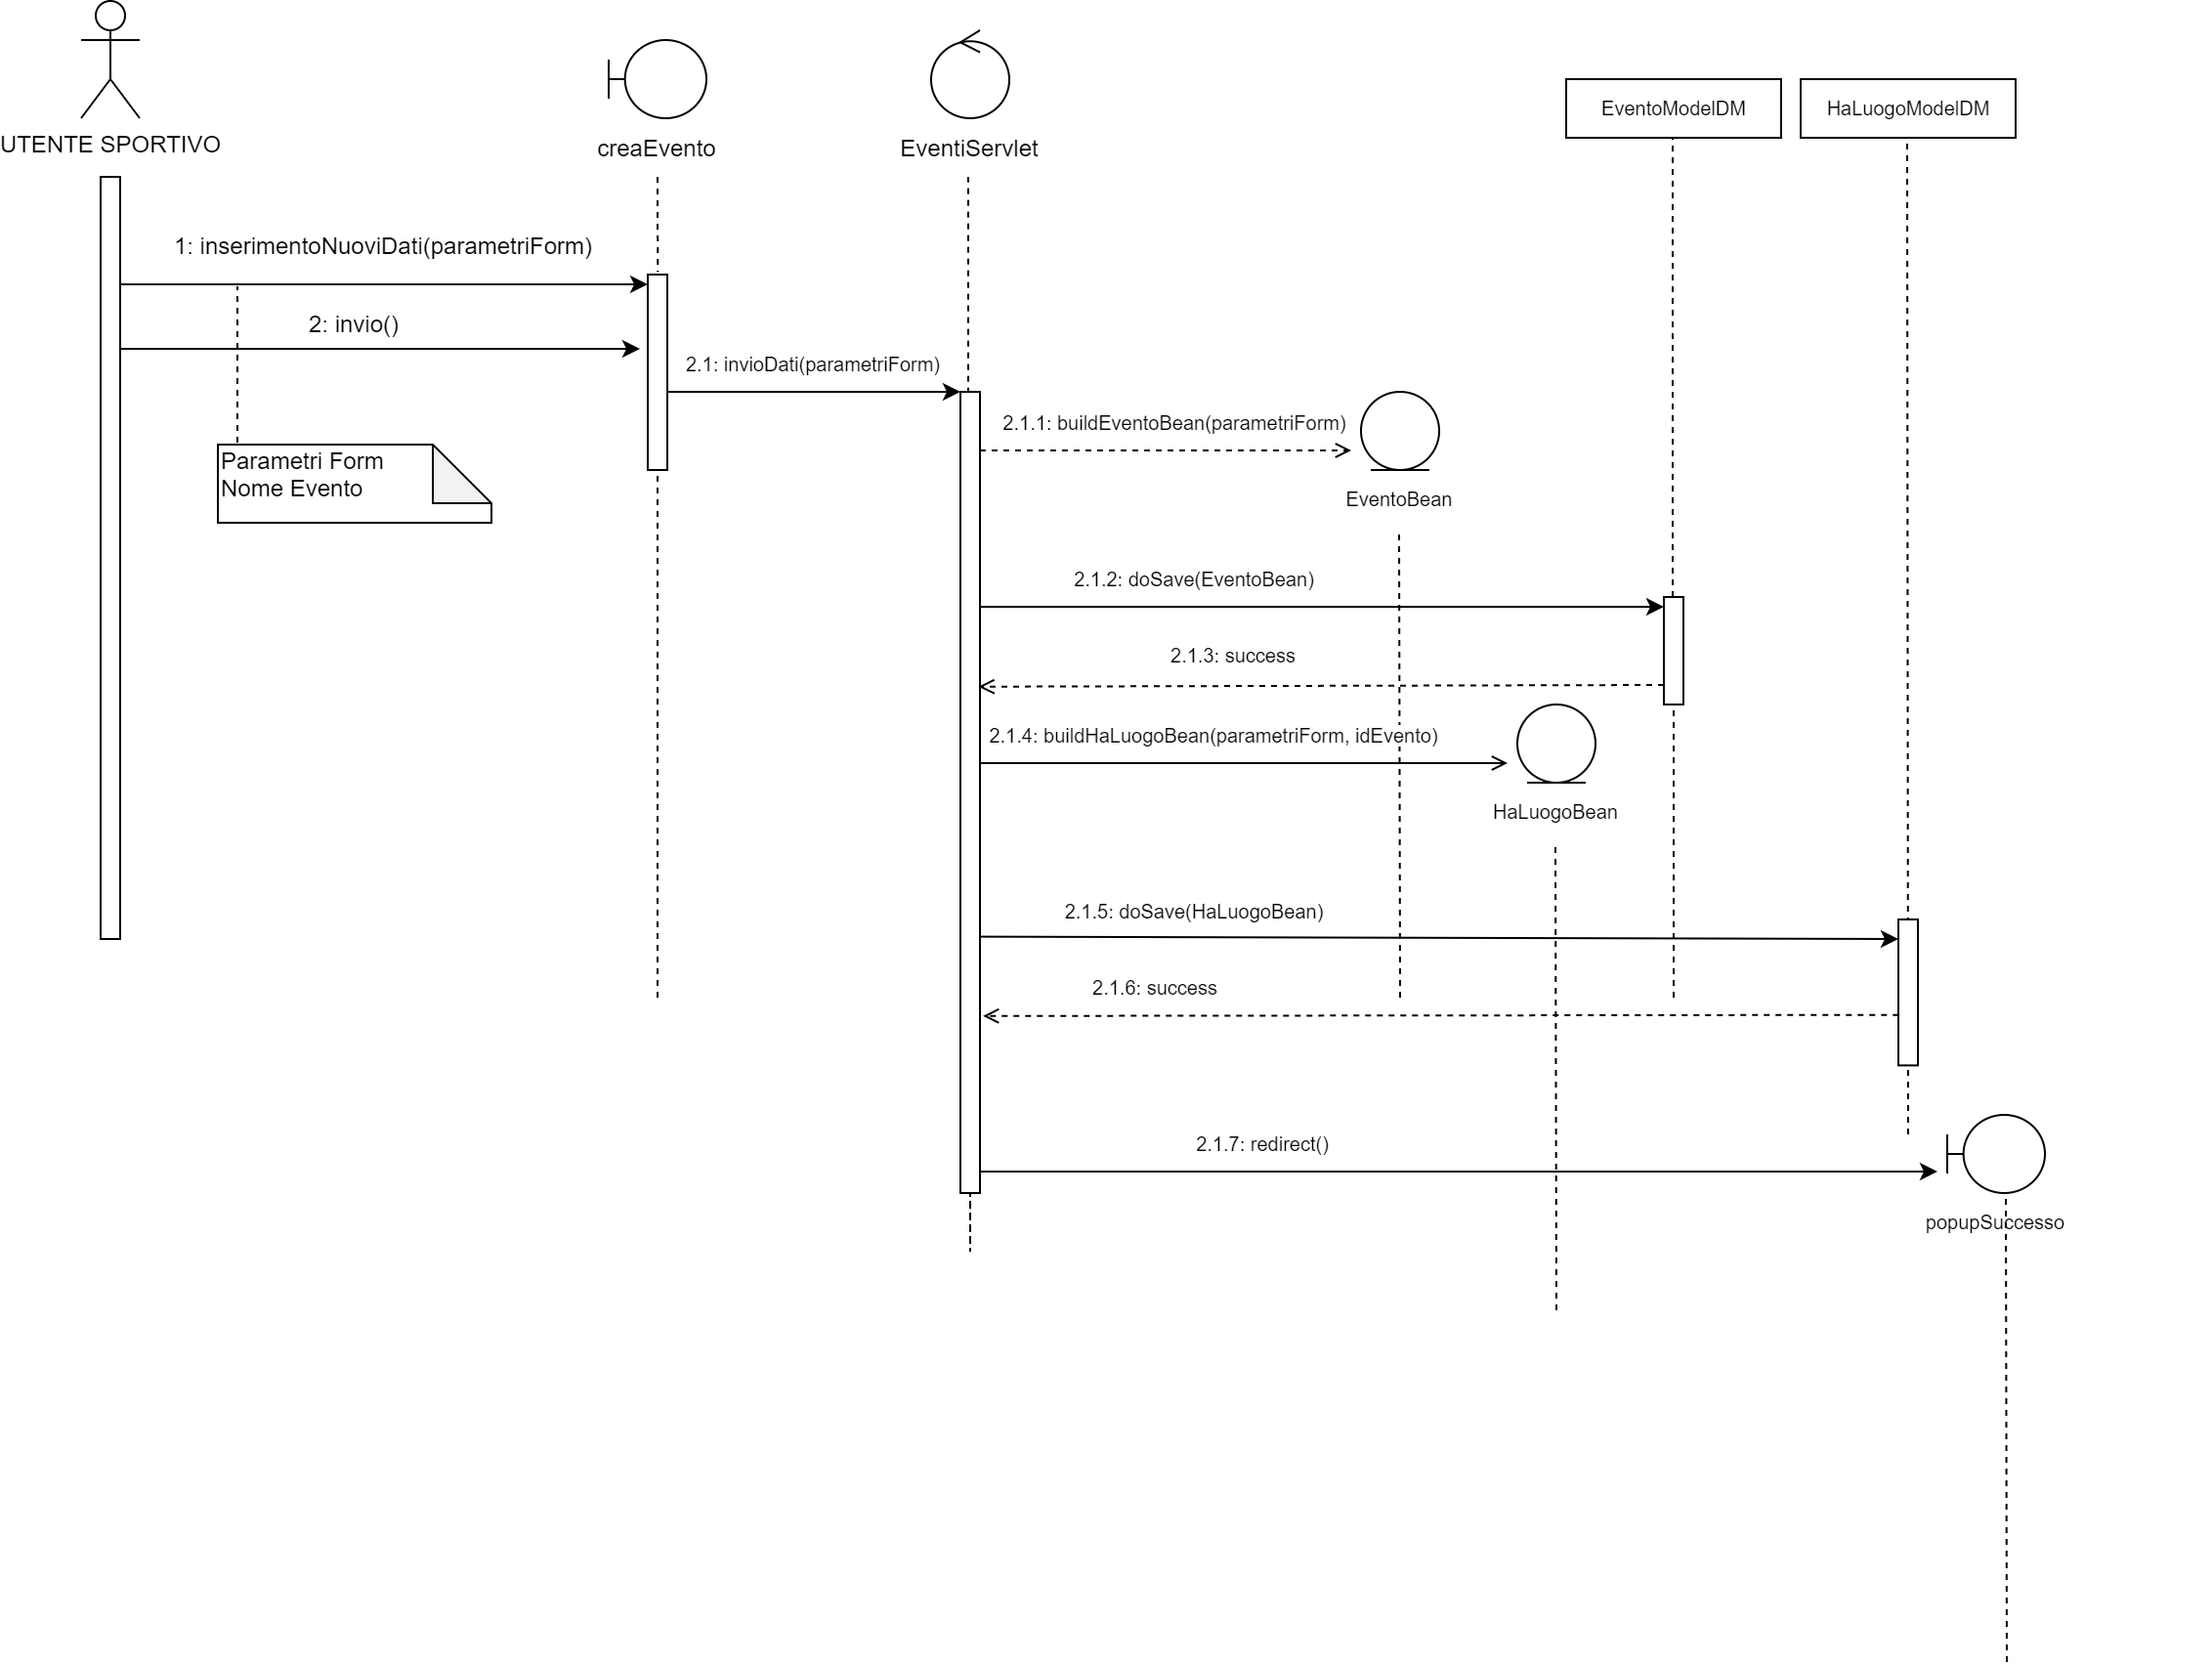 UTENTE SPORTIVO
creaEvento
EventiServlet
EventoModelDM
HaLuogoModelDM
1: inserimentoNuoviDati(parametriForm)
2: invio()
2.1: invioDati(parametriForm)
2.1.1: buildEventoBean(parametriForm)
Parametri Form
Nome Evento
EventoBean
2.1.2: doSave(EventoBean)
2.1.3: success
2.1.4: buildHaLuogoBean(parametriForm, idEvento)
HaLuogoBean
2.1.5: doSave(HaLuogoBean)
2.1.6: success
2.1.7: redirect()
popupSuccesso